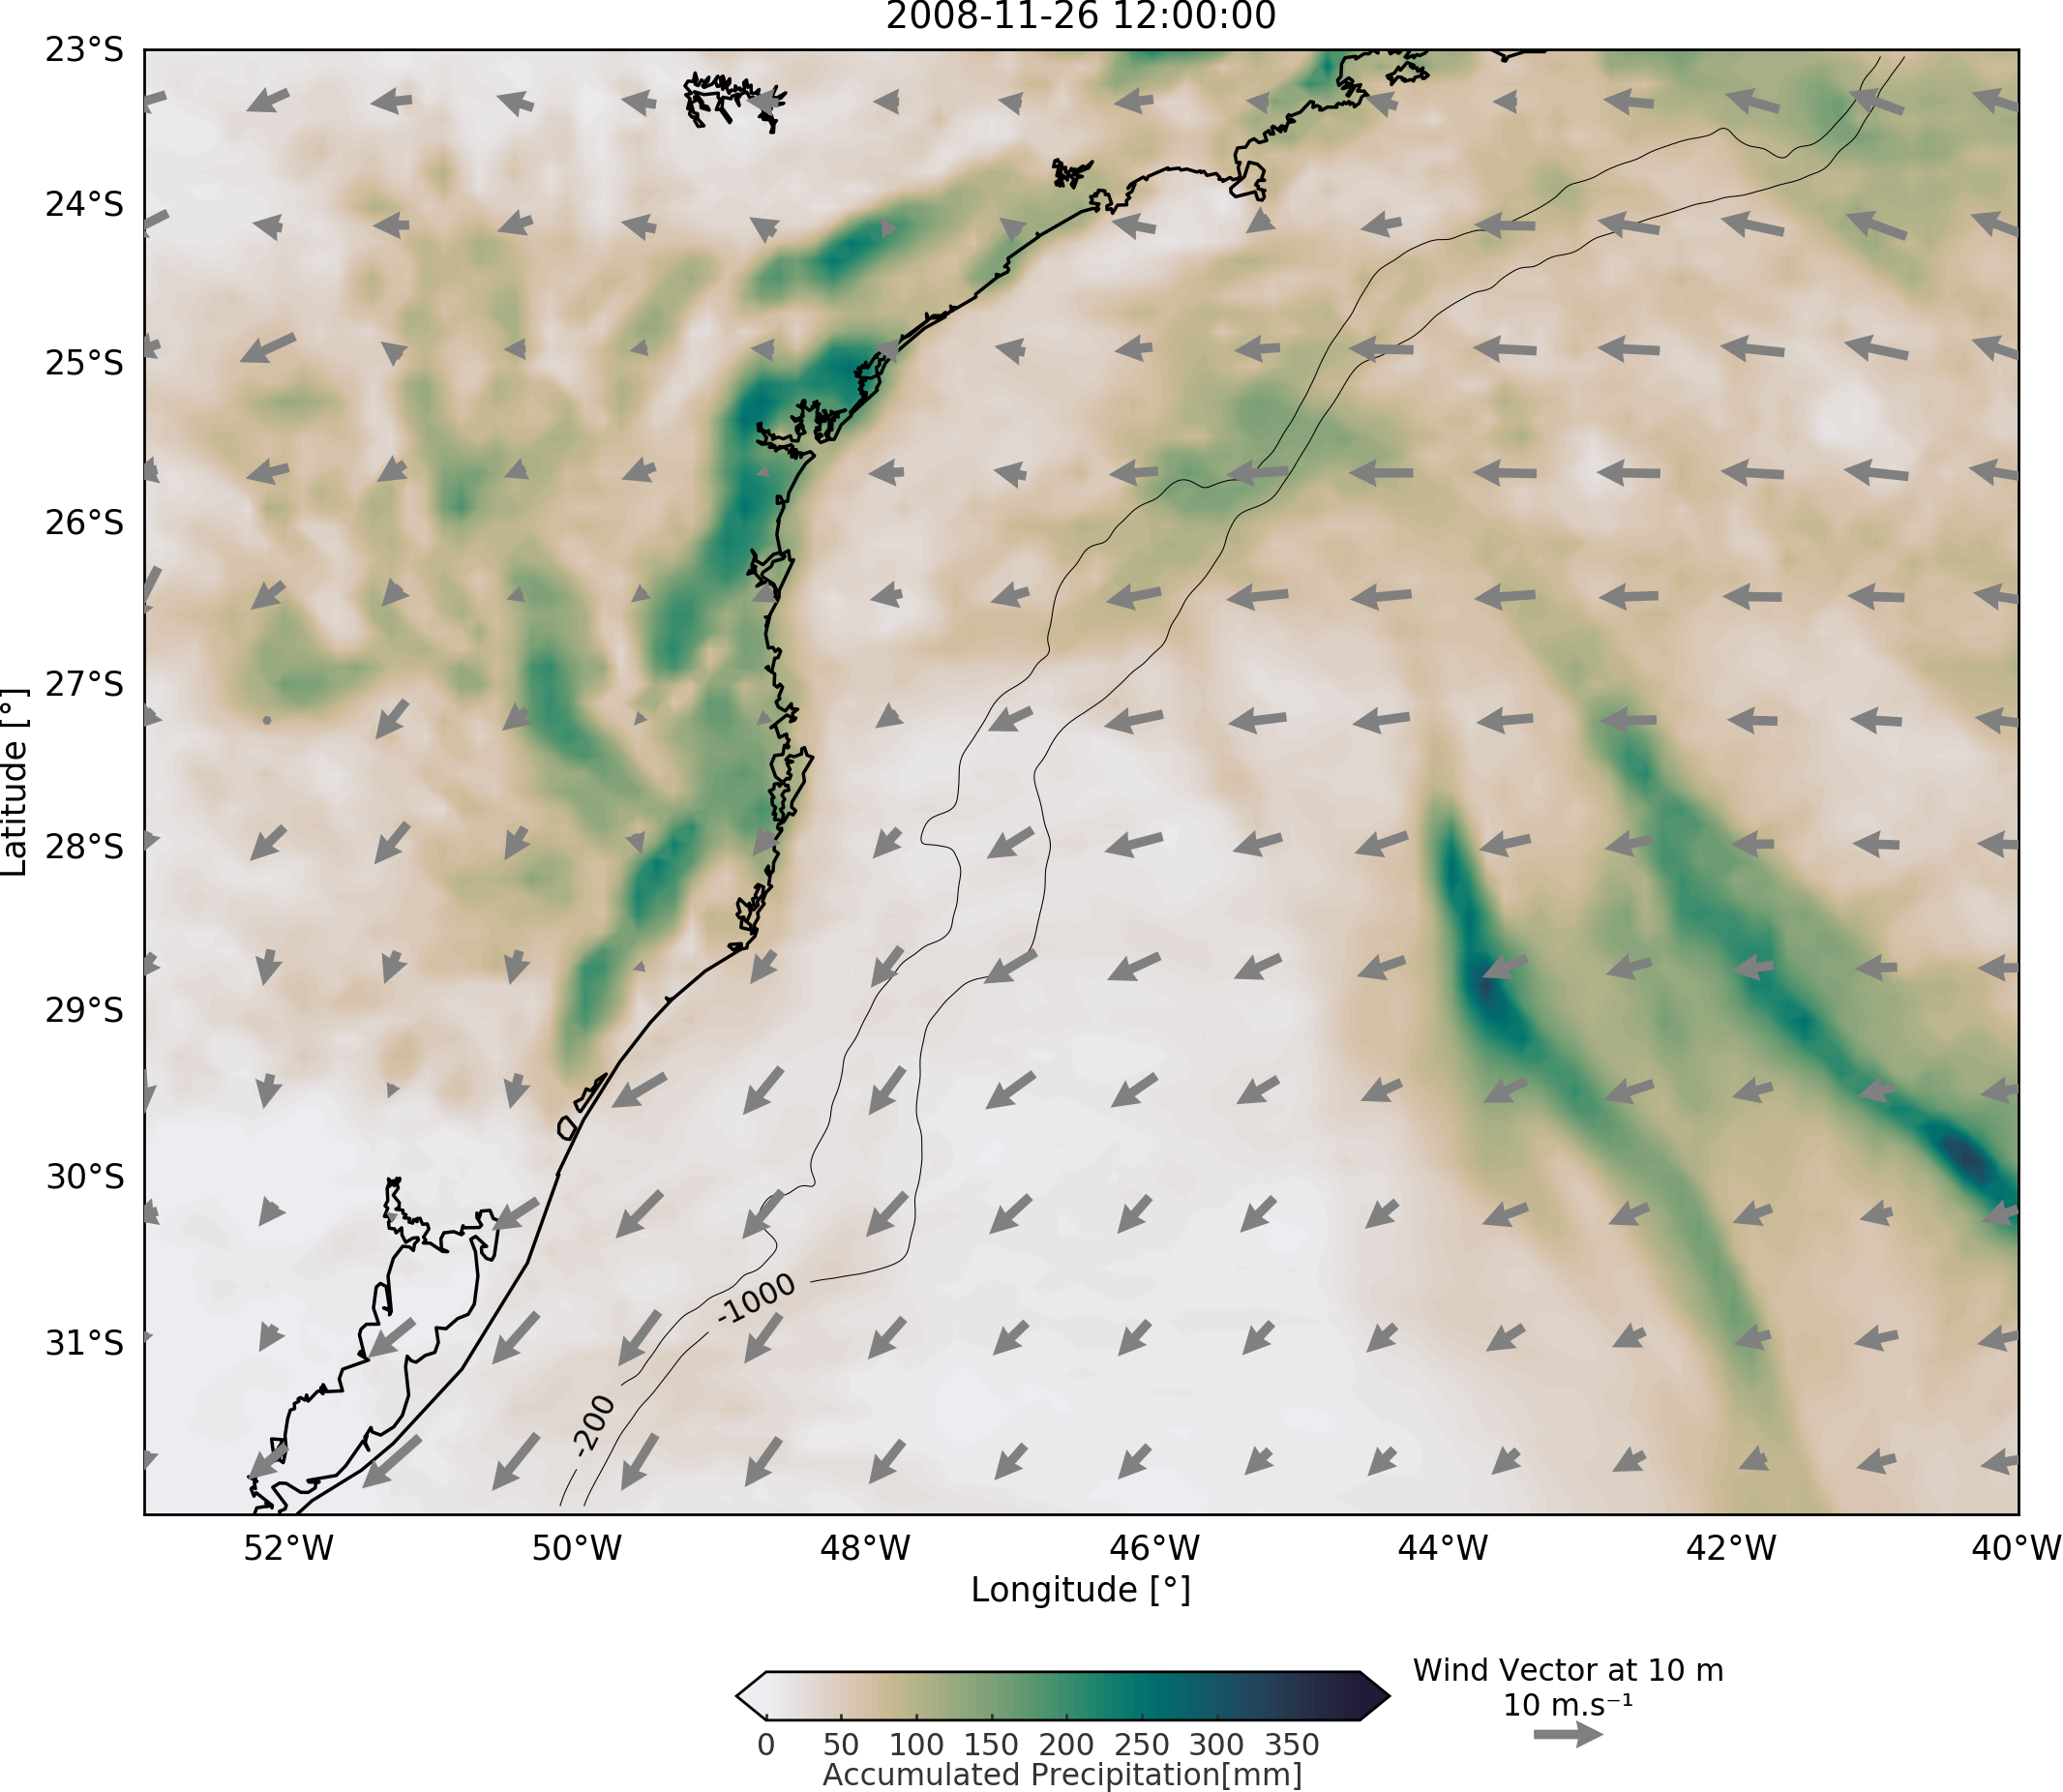 2008-11-26 12:00:00
23°S
24°S
25°S
26°S
27°S
28°S
29°S
30°S
31°S
Latitude [°]
-1000
-200
52°W 50°W 48°W 46°W 44°W 42°W 40°W
Longitude [°]
Wind Vector at 10 m
10 m.s⁻¹
0 50 100 150 200 250 300 350
Accumulated Precipitation[mm]